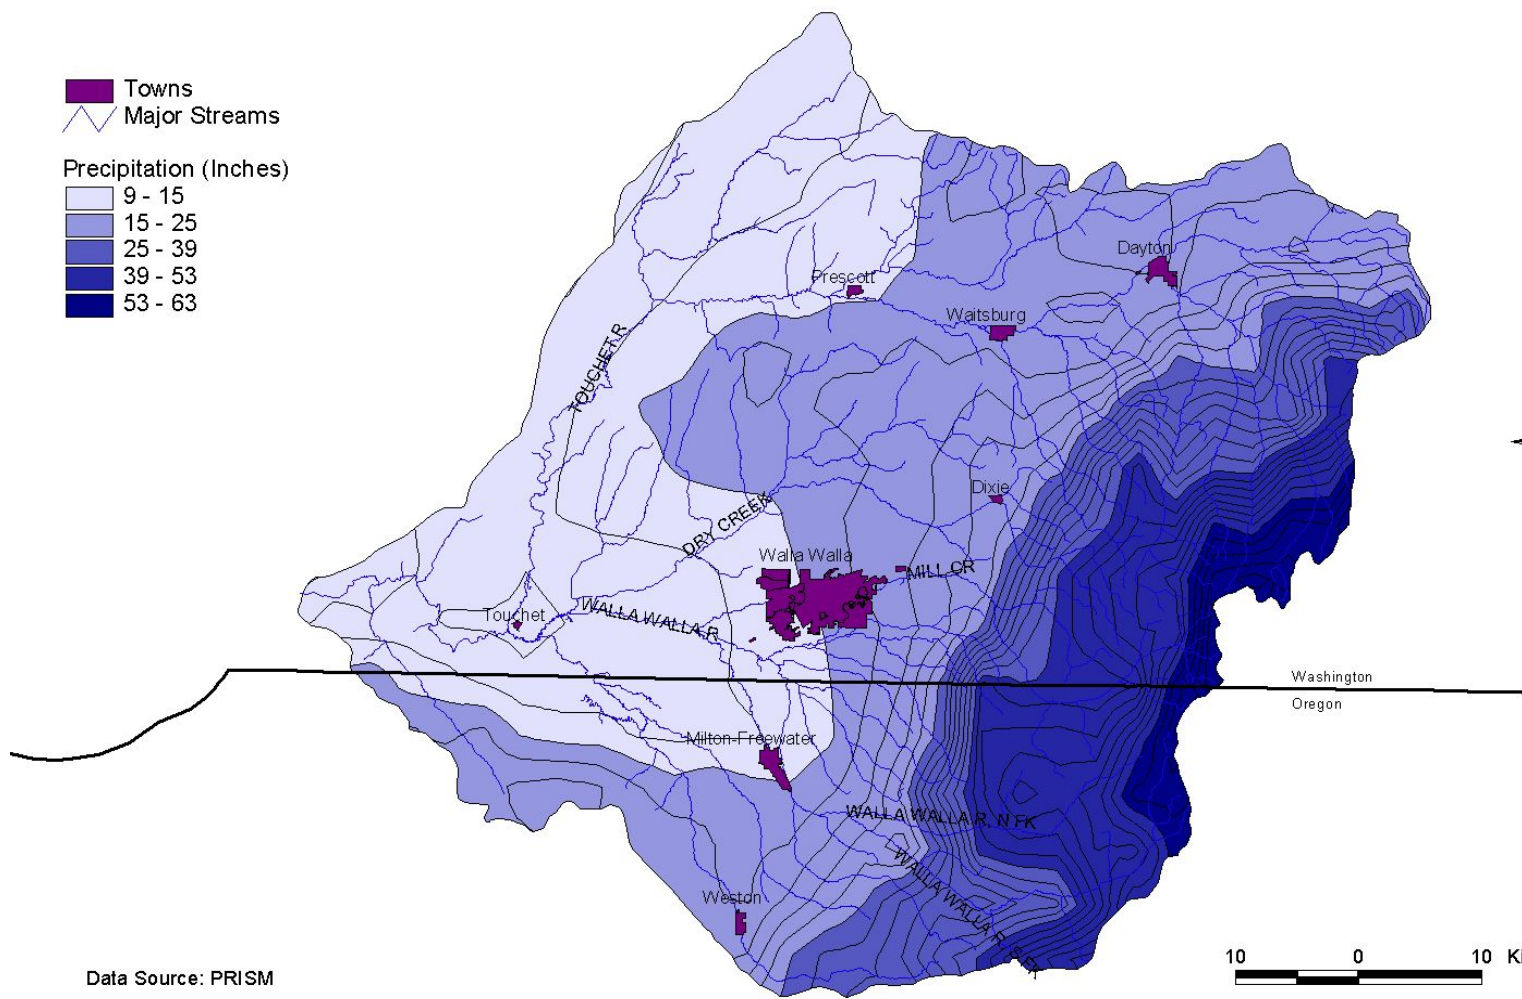 Towns
Major Streams
Precipitation (Inches)
9 - 15
15 - 25
25 - 39
39 - 53
53 - 63
Dayton
Prescott
Waitsburg
TOUCHET R
Dixie
DRY CREEK
Walla Walla
MILL CR
Touchet
WALLA WALLA R
Washington
Oregon
Milton-Freewater
WALLA WALLA R, N FK
WALLA WALLA R, S FK
Weston
10 0 10 K
Data Source: PRISM